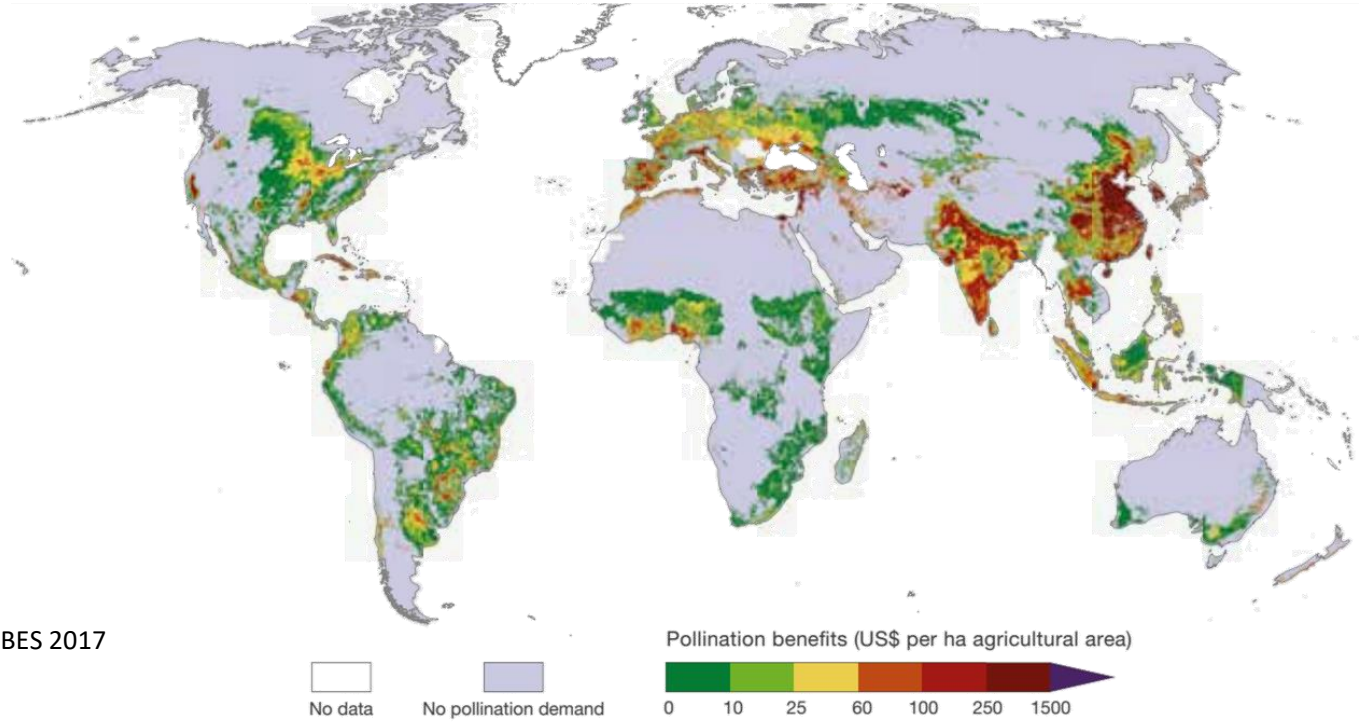 BES 2017
Pollination benefits (US$ per ha agricultural area)
No data
No pollination demand
0 10 25 60 100 250 1500